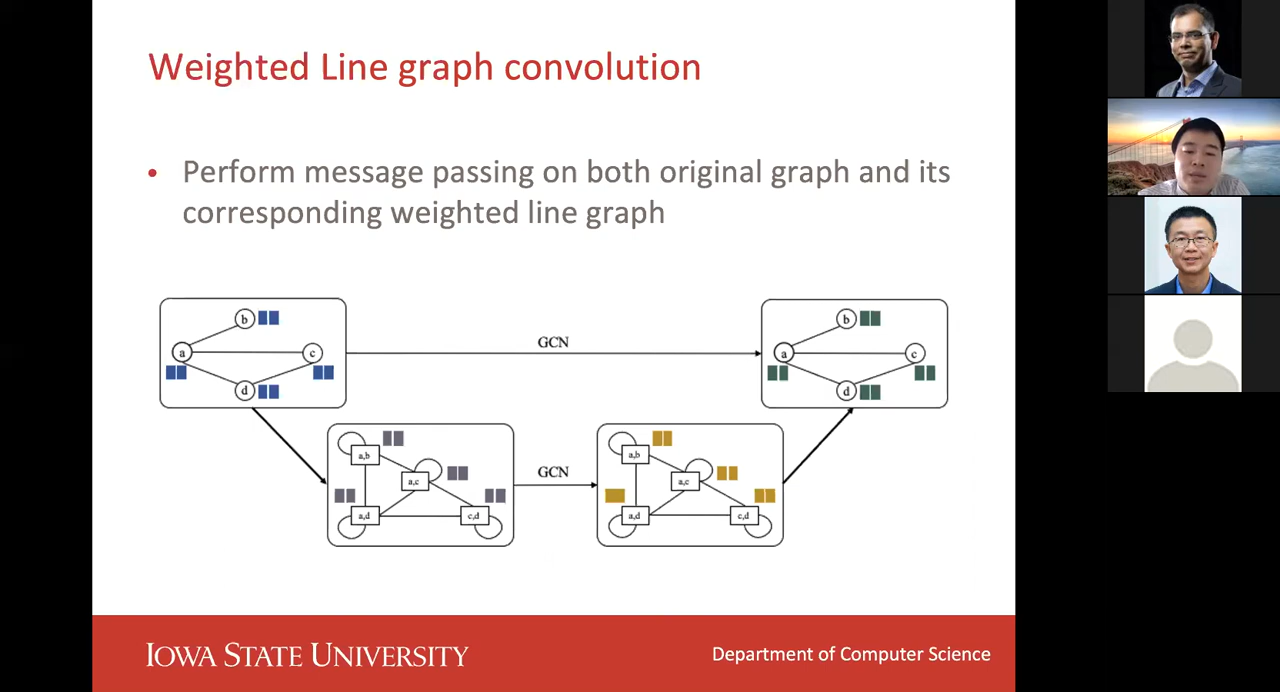 Weighted Line graph convolution
• Perform message passing on both original graph and its
corresponding weighted line graph
b
a
c
d
GCN
b
a
c
d
a,b
a,c
a,d
c,d
GCN
a,b
a,c
a,d
c,d
IOWA STATE UNIVERSITY
Department of Computer Science